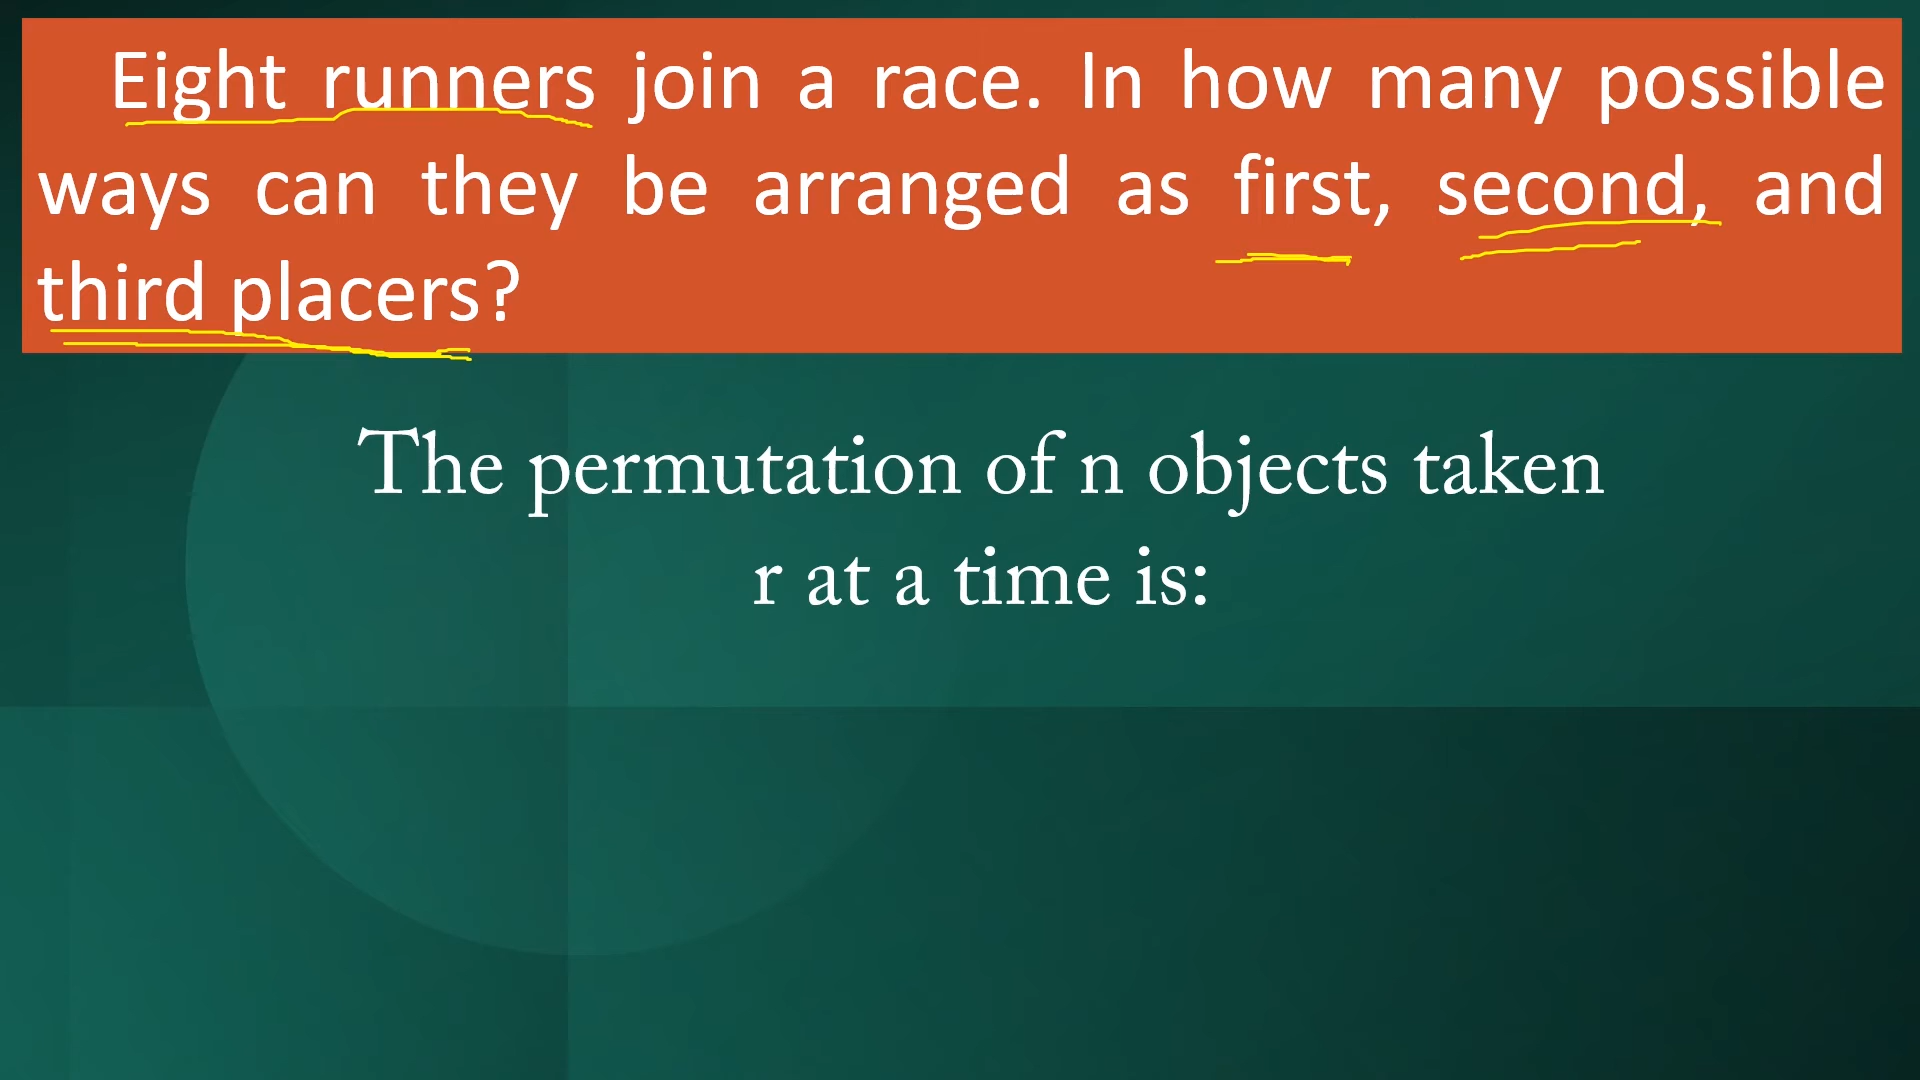 Eight runners join a race. In how many possible
ways can they be arranged as first, second, and
third placers?
The permutation of n objects taken
r at a time is: